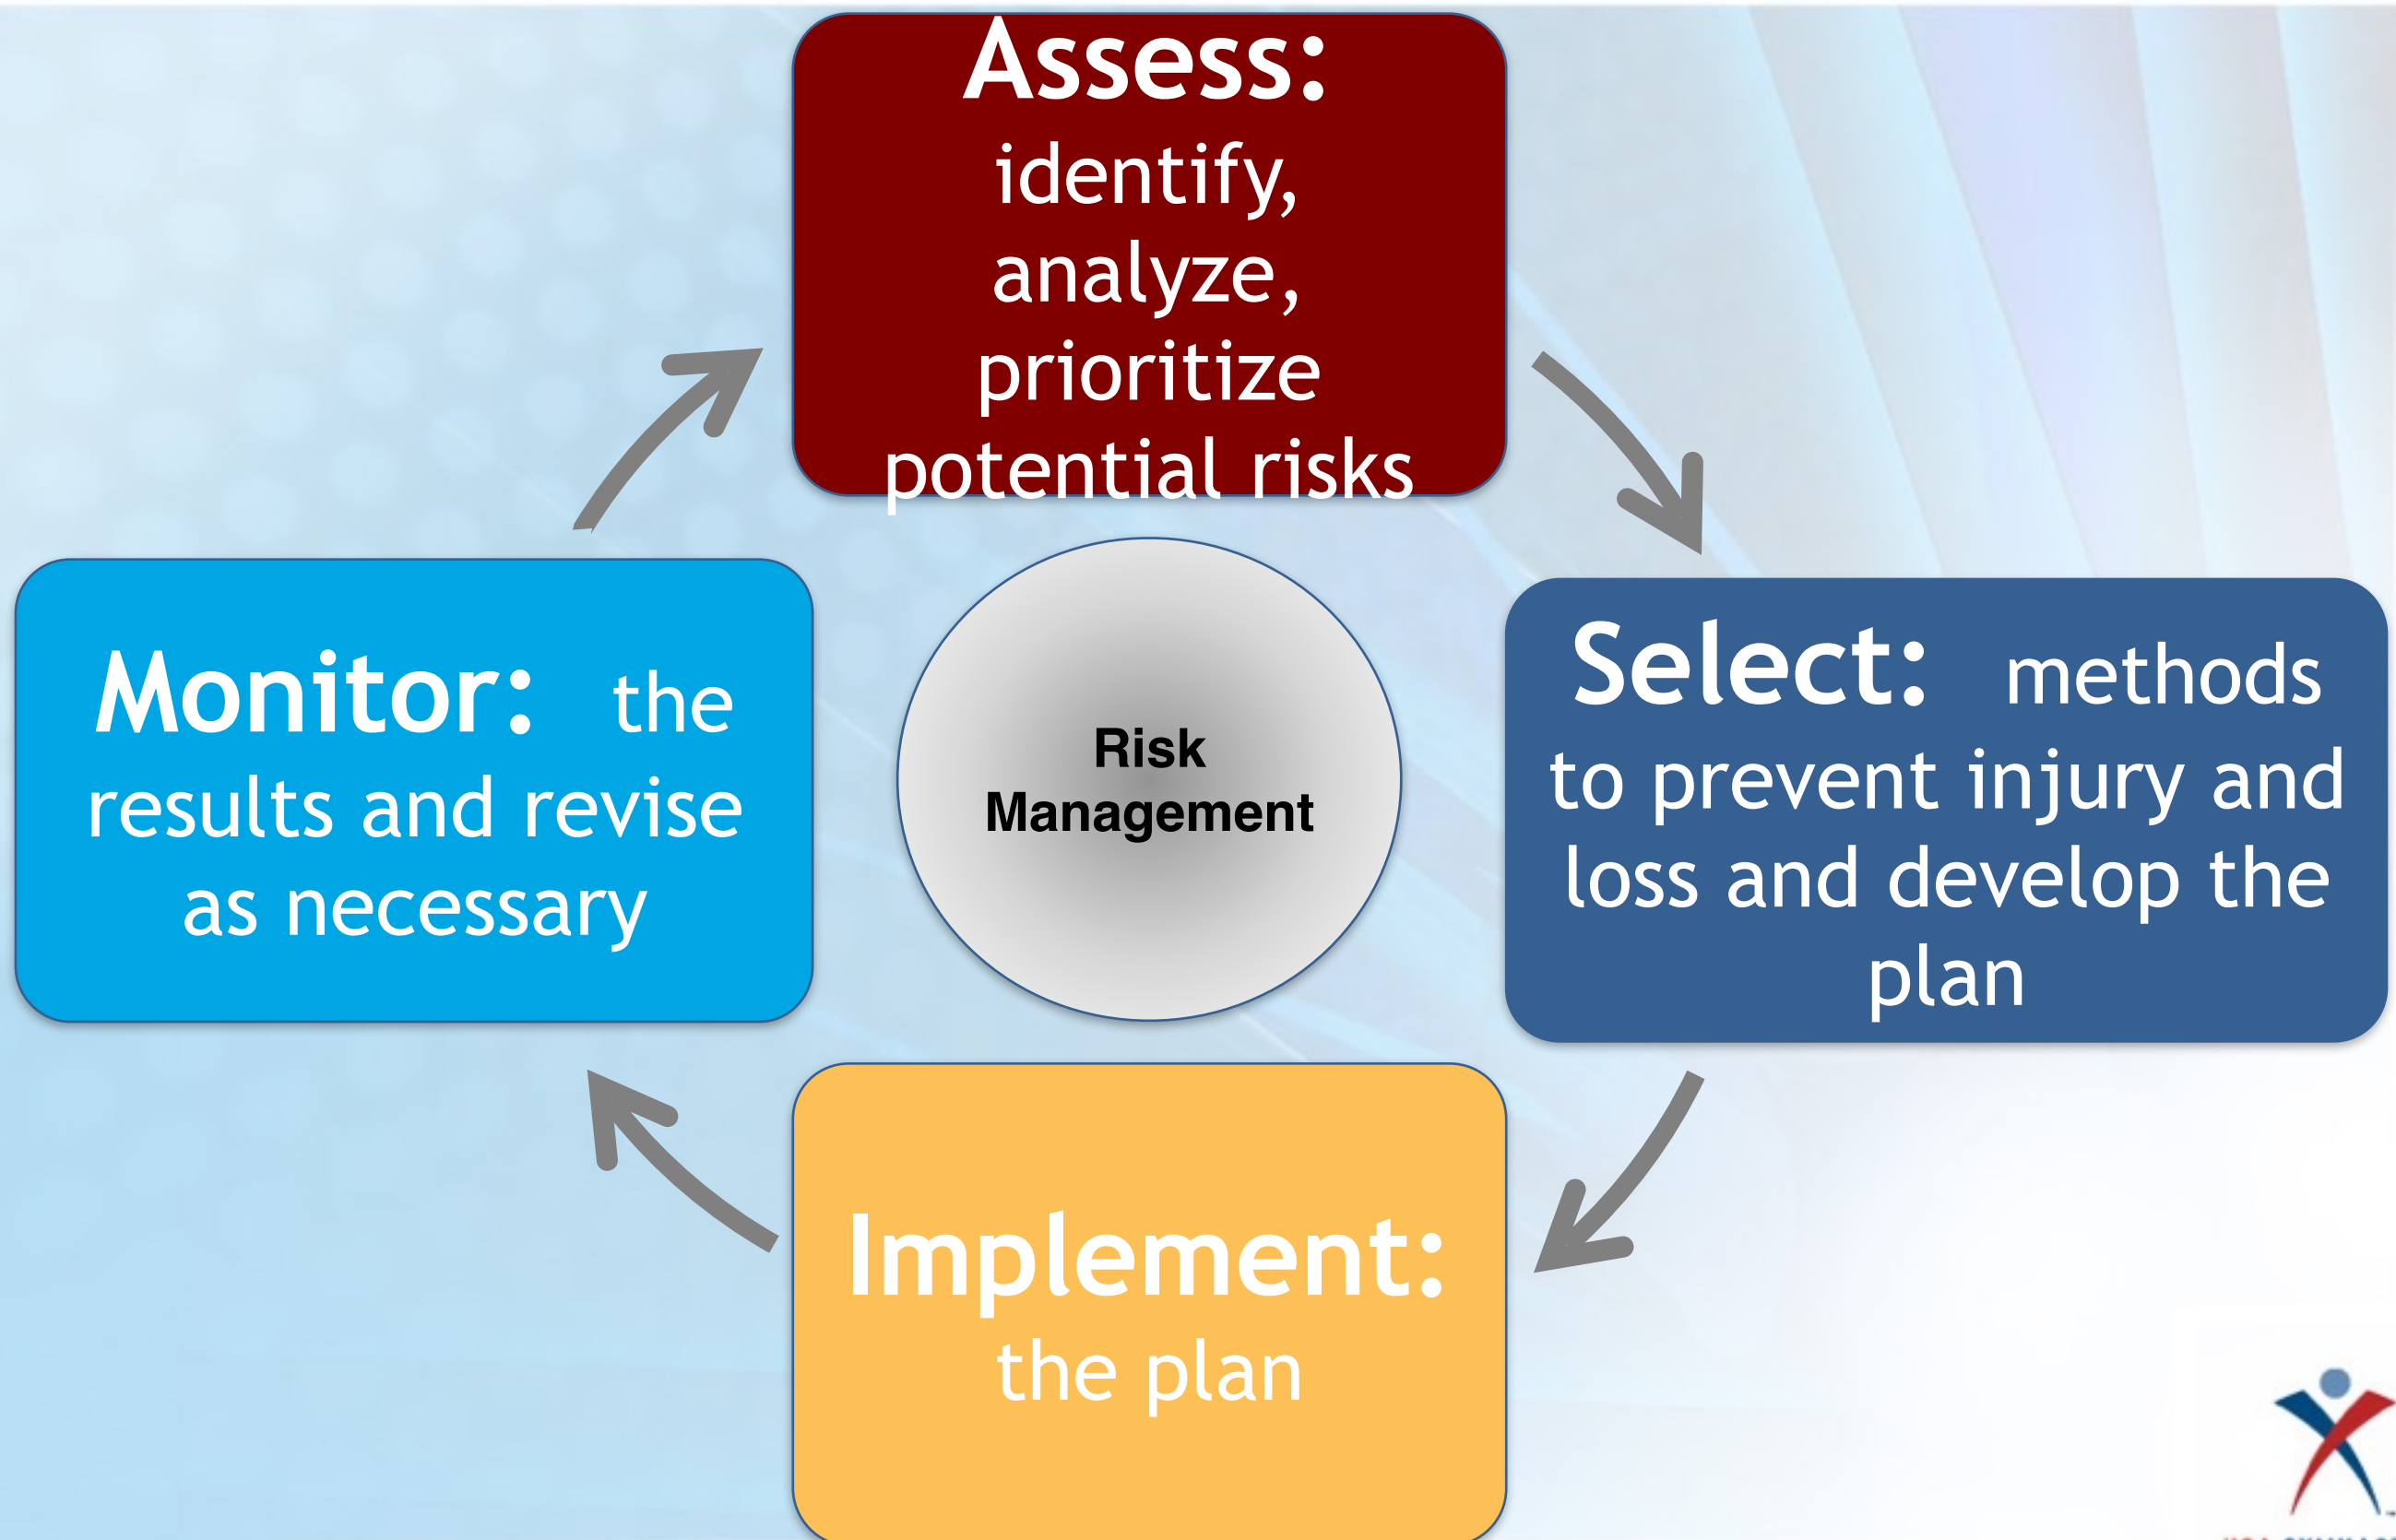 Assess:
identify,
analyze,
prioritize
potential risks
Monitor: the
results and revise
as necessary
Risk
Management
Select: methods
to prevent injury and
loss and develop the
plan
Implement:
the plan